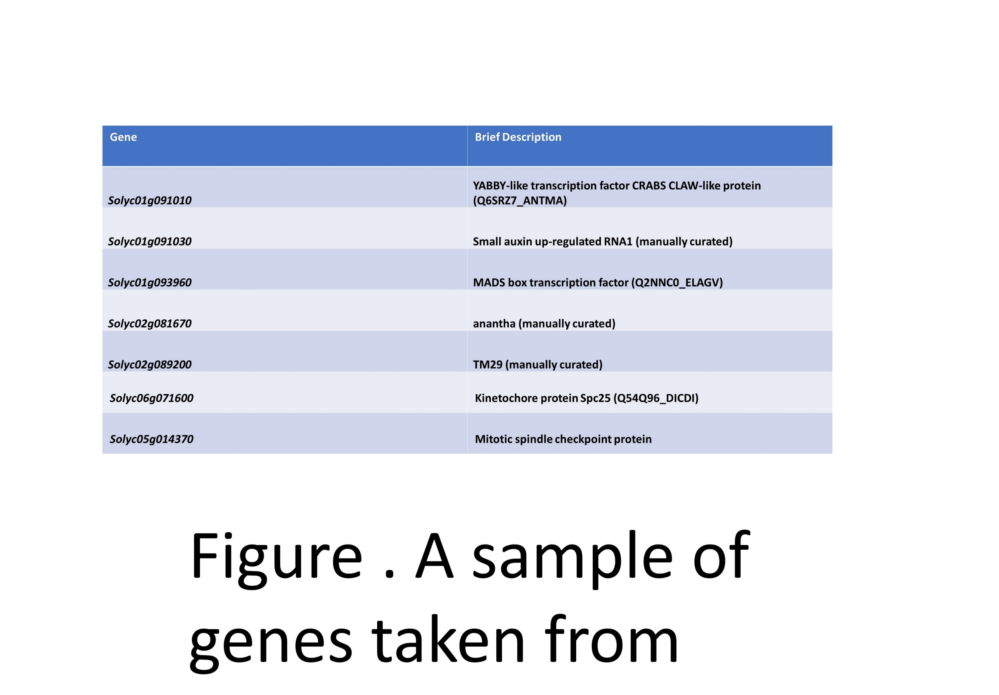 Gene Brief Description
YABBY-like transcription factor CRABS CLAW-like protein
Solyc01g091010 (Q6SRZ7_ANTMA)
Solyc01g091030 Small auxin up-regulated RNA1 (manually curated)
Solyc01g093960 MADS box transcription factor (Q2NNC0_ELAGV)
Solyc02g081670 anantha (manually curated)
Solyc02g089200 TM29 (manually curated)
Solyc06g071600 Kinetochore protein Spc25 (Q54Q96_DICDI)
Solyc05g014370 Mitotic spindle checkpoint protein
Figure . A sample of
genes taken from